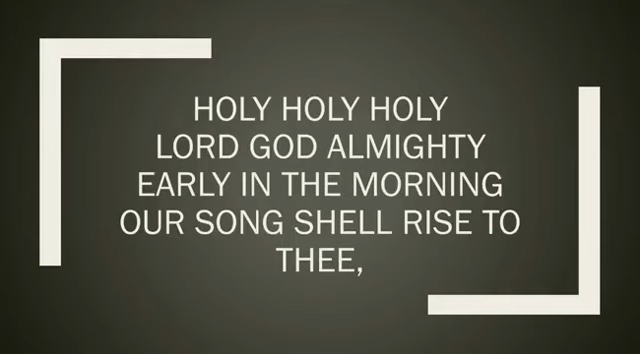 HOLY HOLY HOLY
LORD GOD ALMIGHTY
EARLY IN THE MORNING
OUR SONG SHELL RISE TO
THEE,